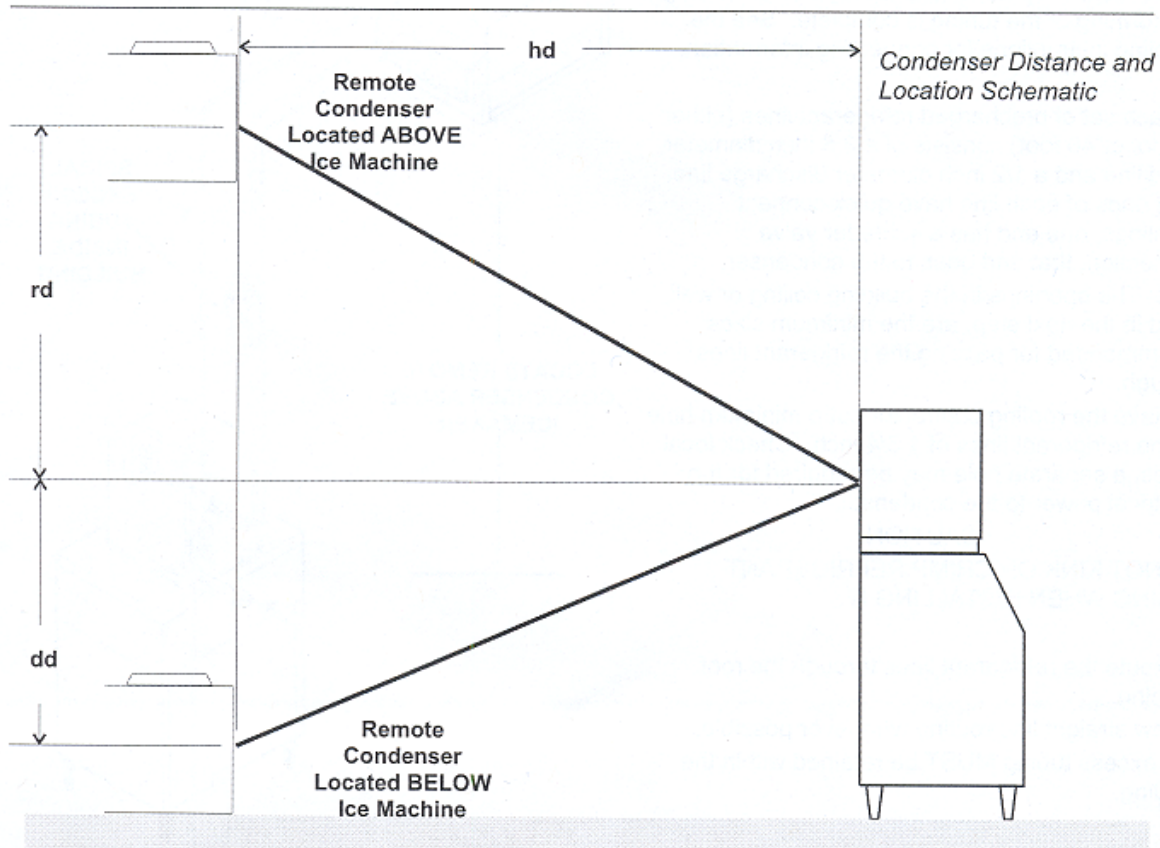 hd
Condenser Distance and
Location Schematic
Remote
Condenser
Located ABOVE
Ice Machine
rd
dd
Remote
Condenser
Located BELOW
Ice Machine